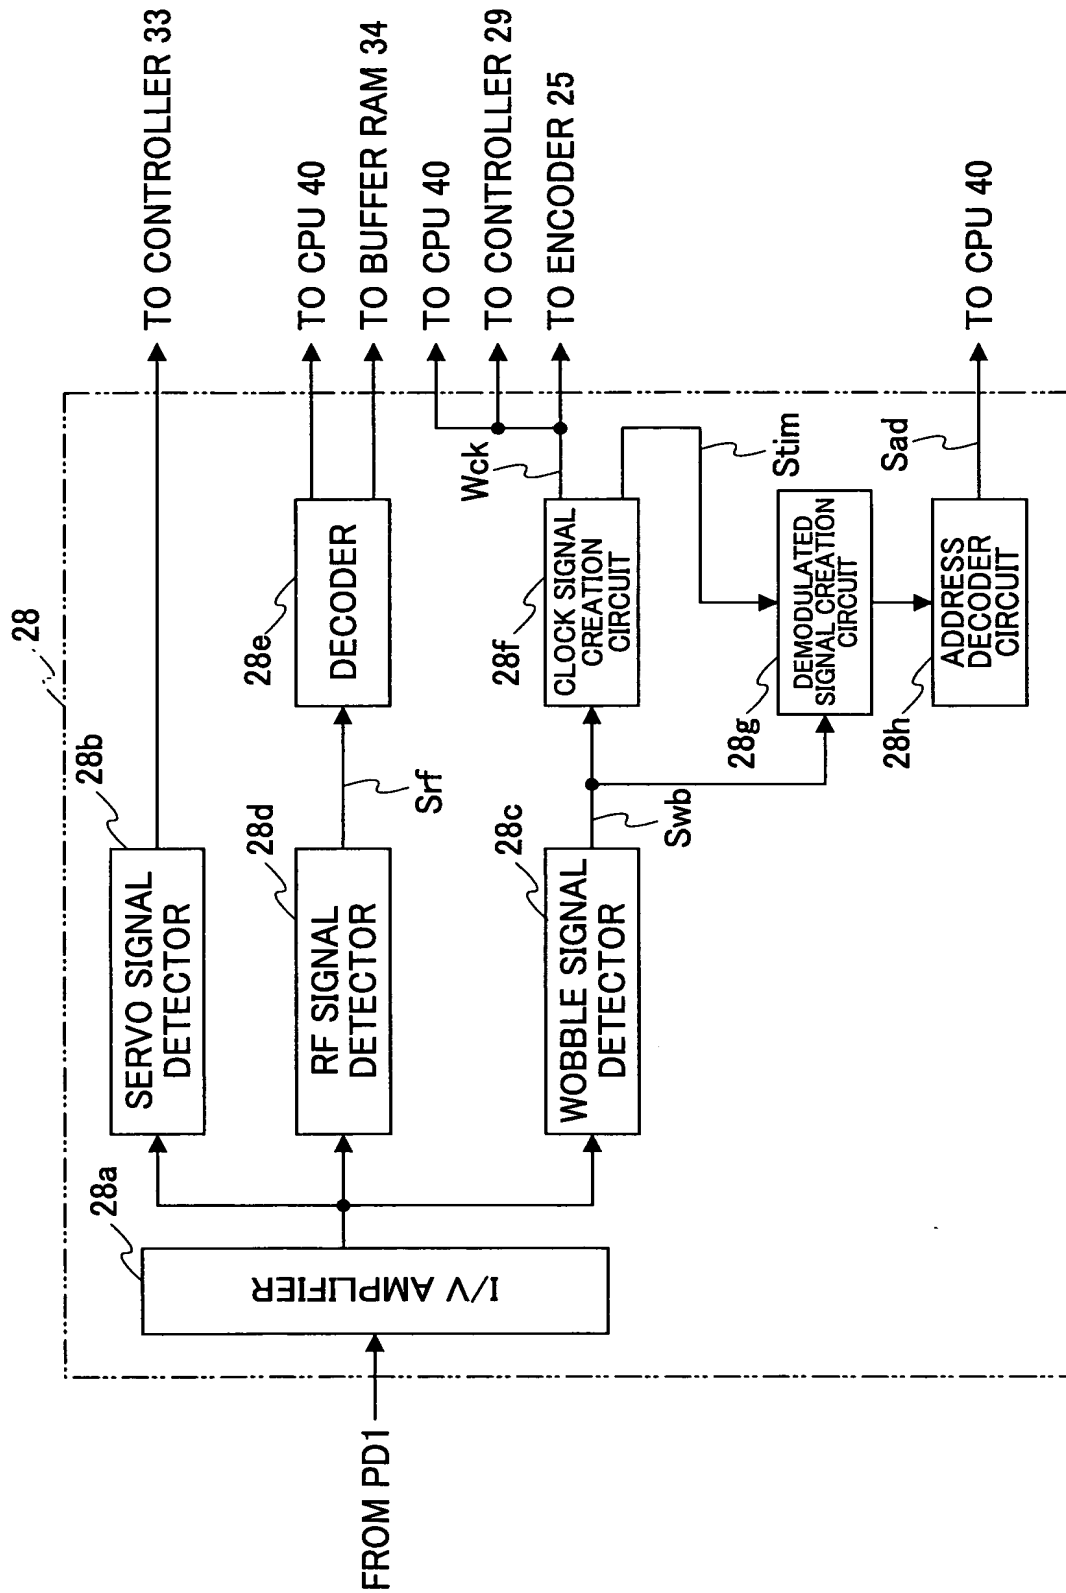 28
FROM PD1
28a
I/V AMPLIFIER
28b
SERVO SIGNAL
DETECTOR
TO CONTROLLER 33
28d
RF SIGNAL
DETECTOR
Srf
28e
DECODER
TO CPU 40
TO BUFFER RAM 34
28c
WOBBLE SIGNAL
DETECTOR
Swb
28f
CLOCK SIGNAL
CREATION
CIRCUIT
Wck
TO CPU 40
TO CONTROLLER 29
TO ENCODER 25
Stim
28g
DEMODULATED
SIGNAL CREATION
CIRCUIT
28h
ADDRESS
DECODER
CIRCUIT
Sad
TO CPU 40